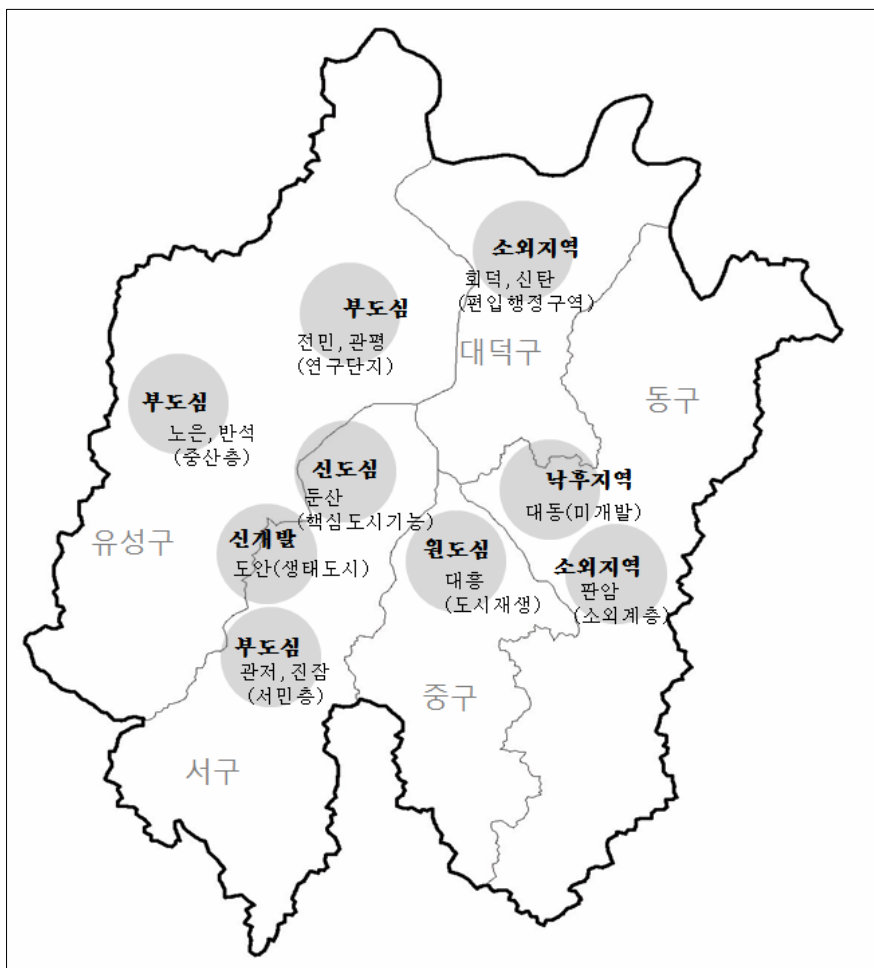 소외지역
회덕, 신탄
(편입행정구역)
부도심
전민, 관평
(연구단지)
대덕구
동구
부도심
노은, 반석
(중산층)
신도심
둔산
(핵심도시기능)
낙후지역
대동(미개발)
유성구
신개발
도안(생태도시)
원도심
대흥
(도시재생)
소외지역
판암
(소외계층)
부도심
관저, 진잠
(서민층)
중구
서구